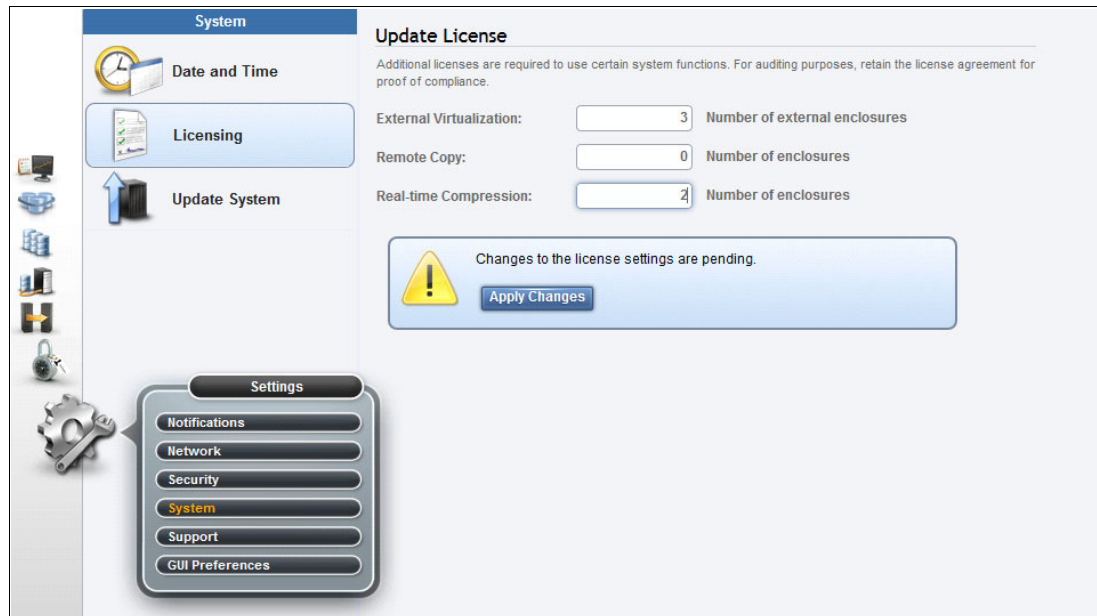 System
Date and Time
Licensing
Update System
Update License
Additional licenses are required to use certain system functions. For auditing purposes, retain the license agreement for
proof of compliance.
External Virtualization: 3 Number of external enclosures
Remote Copy: 0 Number of enclosures
Real-time Compression: 2 Number of enclosures
Changes to the license settings are pending.
Apply Changes
Settings
Notifications
Network
Security
System
Support
GUI Preferences